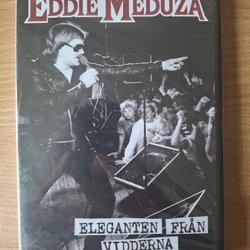 EDDIE MEDUZA
ELEGANTEN FRÅN
VIDDERNA